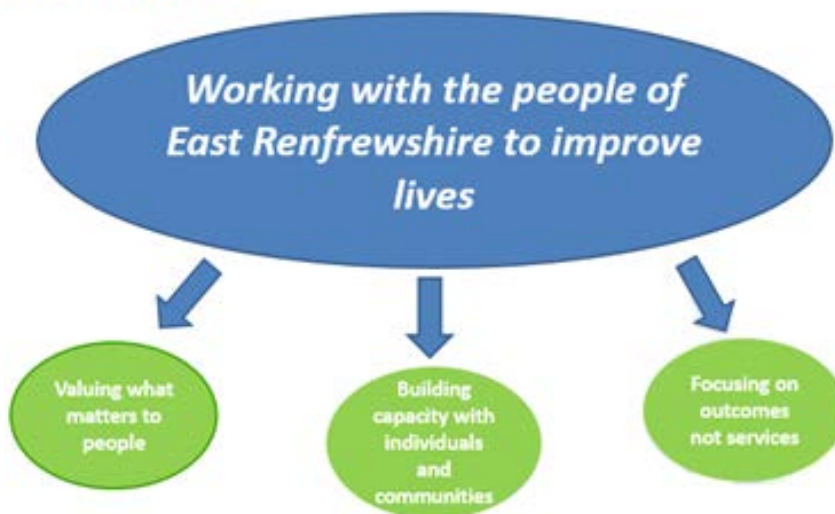 Working with the people of
East Renfrewshire to improve
lives
Valuing what
matters to
people
Building
capacity with
individuals
and
communities
Focusing on
outcomes
not services